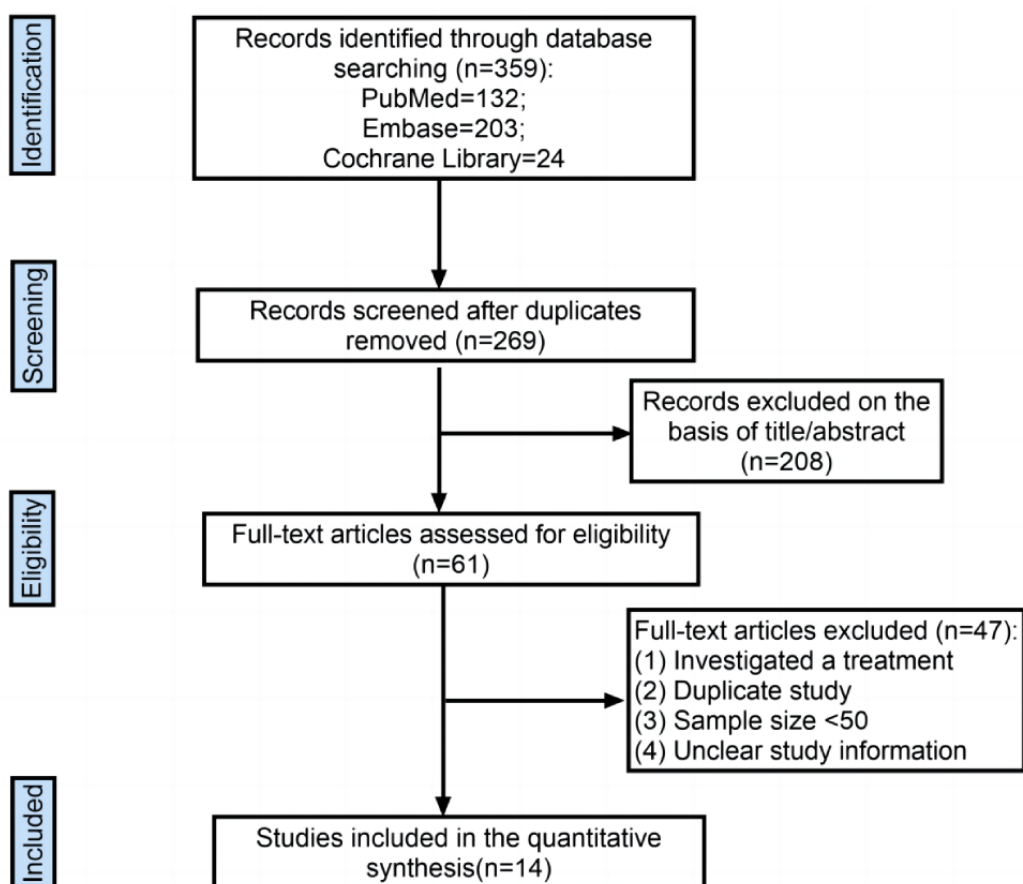 Identification
Records identified through database
searching (n=359):
PubMed=132;
Embase=203;
Cochrane Library=24
Screening
Records screened after duplicates
removed (n=269)
Records excluded on the
basis of title/abstract
(n=208)
Eligibility
Full-text articles assessed for eligibility
(n=61)
Full-text articles excluded (n=47):
(1) Investigated a treatment
(2) Duplicate study
(3) Sample size <50
(4) Unclear study information
Included
Studies included in the quantitative
synthesis(n=14)